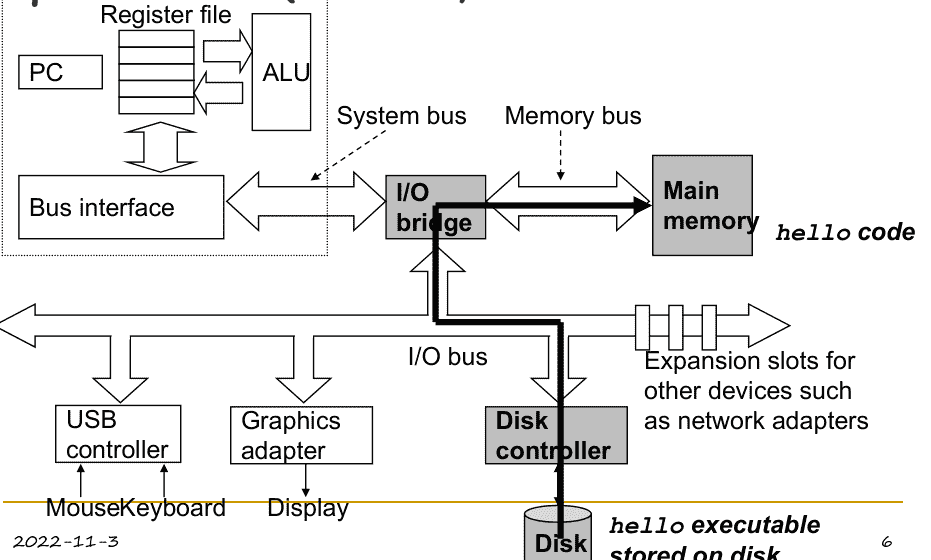 Register file
PC
ALU
System bus
Memory bus
Bus interface
I/O
bridge
Main
memory
hello code
I/O bus
Expansion slots for
other devices such
as network adapters
USB
controller
Graphics
adapter
Disk
controller
Mouse
Keyboard
Display
Disk
hello executable
stored on disk
2022-11-3
6